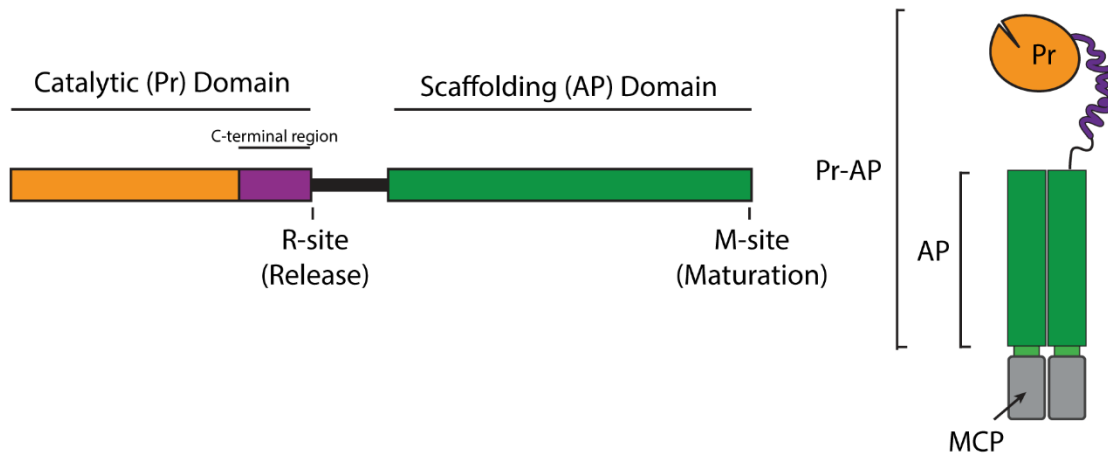 Catalytic (Pr) Domain
Scaffolding (AP) Domain
C-terminal region
R-site
(Release)
M-site
(Maturation)
Pr-AP
Pr
AP
MCP